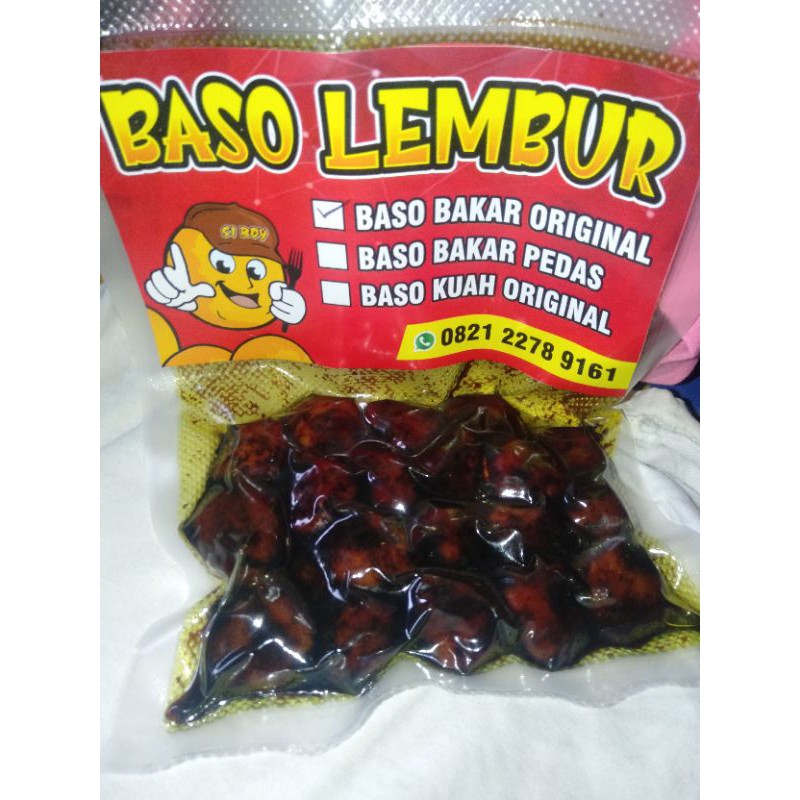 BASO LEMBUR
SI BOY
BASO BAKAR ORIGINAL
BASO BAKAR PEDAS
BASO KUAH ORIGINAL
0821 2278 9161